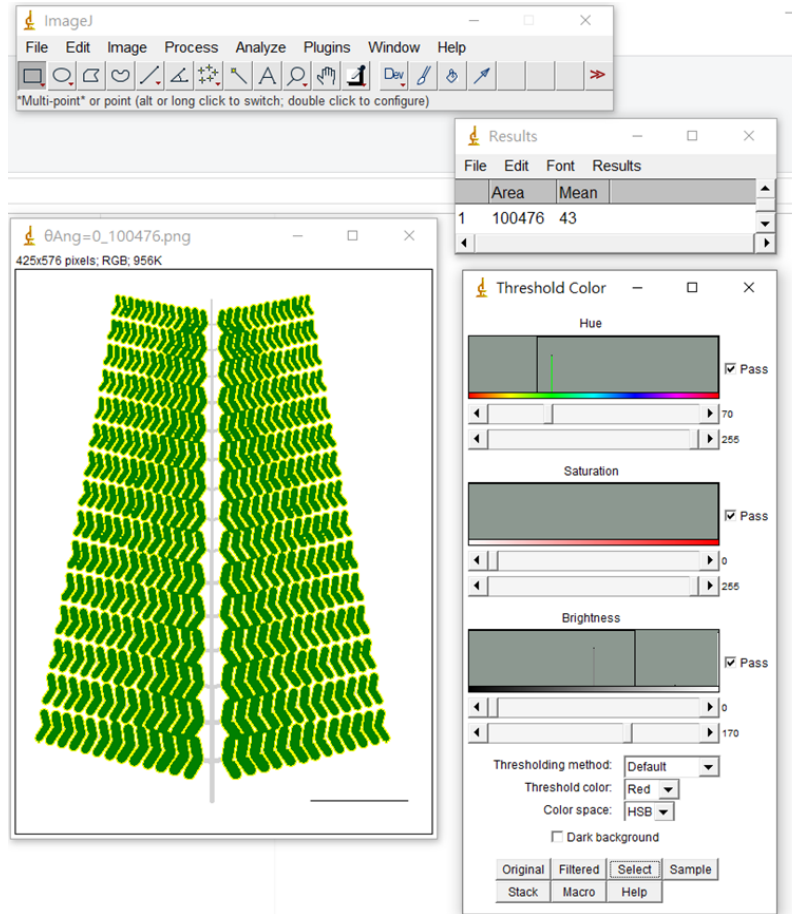 ImageJ
File Edit Image Process Analyze Plugins Window Help
Dev
*Multi-point* or point (alt or long click to switch; double click to configure)
Results
File Edit Font Results
Area Mean
1 100476 43
θAng=0_100476.png
425x576 pixels; RGB; 956K
Threshold Color
Hue
Pass
70
255
Saturation
Pass
0
255
Brightness
Pass
0
170
Thresholding method: Default
Threshold color: Red
Color space: HSB
Dark background
Original Filtered Select Sample
Stack Macro Help